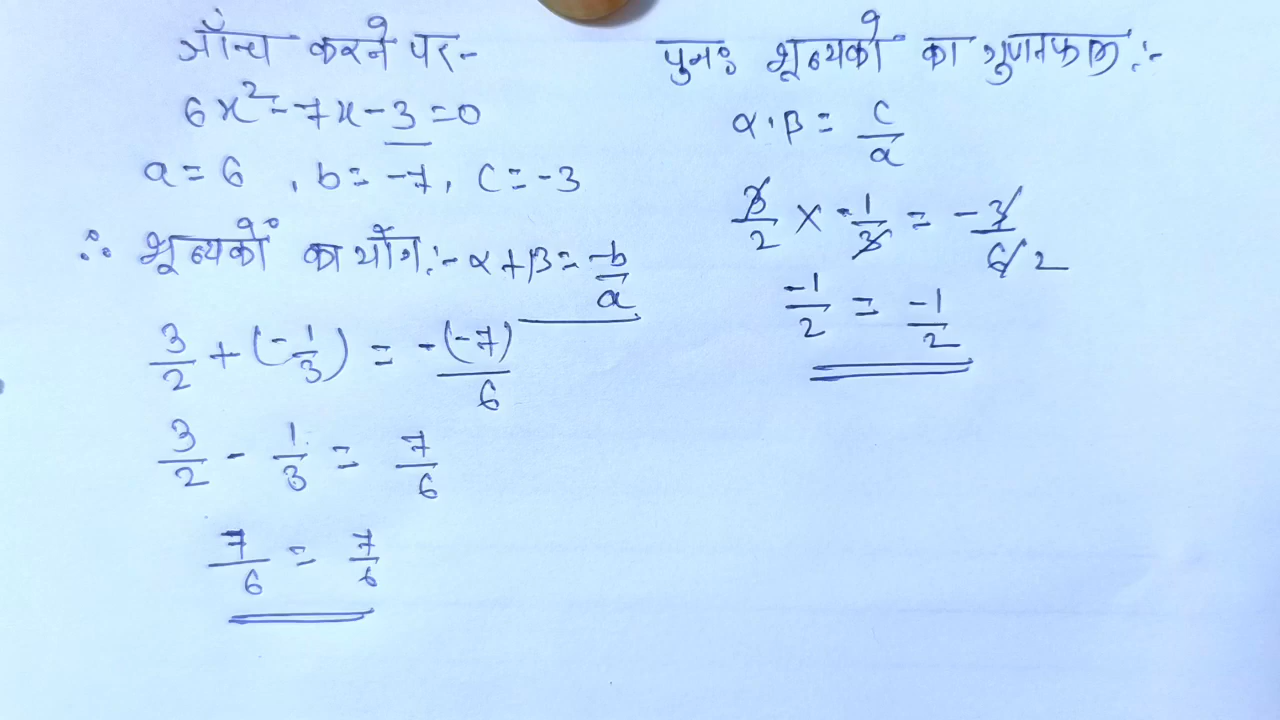 जाँच करने पर-
6x² - 7x - 3 = 0
a = 6 , b = -7 , c = -3
∴ शून्यकों का योग :- α + β = -b/a
3/2 + (-1/3) = -(-7)/6
3/2 - 1/3 = 7/6
7/6 = 7/6
पुनः शून्यकों का गुणनफल :-
α . β = c/a
3/2 × -1/3 = -3/6 2
-1/2 = -1/2